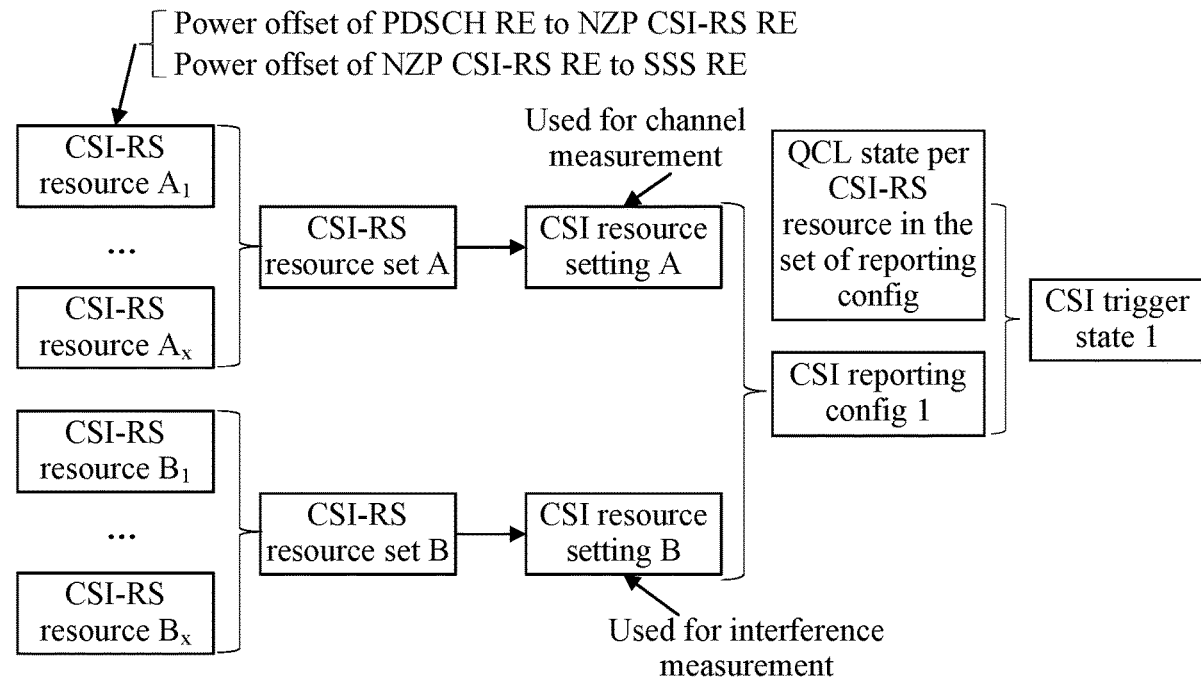 Power offset of PDSCH RE to NZP CSI-RS RE
Power offset of NZP CSI-RS RE to SSS RE
CSI-RS
resource A₁
...
CSI-RS
resource Aₓ
CSI-RS
resource set A
Used for channel
measurement
CSI resource
setting A
QCL state per
CSI-RS
resource in the
set of reporting
config
CSI reporting
config 1
CSI trigger
state 1
CSI-RS
resource B₁
...
CSI-RS
resource Bₓ
CSI-RS
resource set B
CSI resource
setting B
Used for interference
measurement